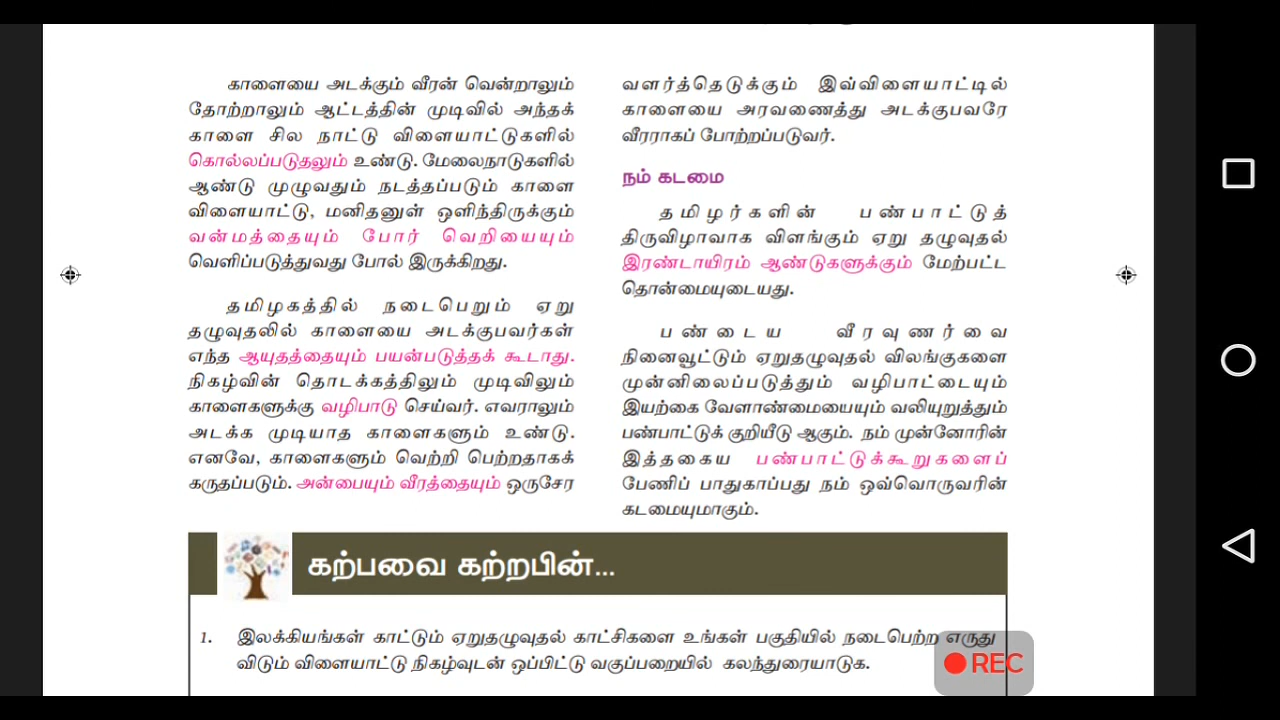 காளையை அடக்கும் வீரன் வென்றாலும்
தோற்றாலும் ஆட்டத்தின் முடிவில் அந்தக்
காளை சில நாட்டு விளையாட்டுகளில்
கொல்லப்படுதலும் உண்டு. மேலைநாடுகளில்
ஆண்டு முழுவதும் நடத்தப்படும் காளை
விளையாட்டு, மனிதனுள் ஒளிந்திருக்கும்
வன்மத்தையும் போர் வெறியையும்
வெளிப்படுத்துவது போல் இருக்கிறது.
தமிழகத்தில் நடைபெறும் ஏறு
தழுவுதலில் காளையை அடக்குபவர்கள்
எந்த ஆயுதத்தையும் பயன்படுத்தக் கூடாது.
நிகழ்வின் தொடக்கத்திலும் முடிவிலும்
காளைகளுக்கு வழிபாடு செய்வர். எவராலும்
அடக்க முடியாத காளைகளும் உண்டு.
எனவே, காளைகளும் வெற்றி பெற்றதாகக்
கருதப்படும். அன்பையும் வீரத்தையும் ஒருசேர
வளர்த்தெடுக்கும் இவ்விளையாட்டில்
காளையை அரவணைத்து அடக்குபவரே
வீரராகப் போற்றப்படுவர்.
நம் கடமை
தமிழர்களின் பண்பாட்டுத்
திருவிழாவாக விளங்கும் ஏறு தழுவுதல்
இரண்டாயிரம் ஆண்டுகளுக்கும் மேற்பட்ட
தொன்மையுடையது.
பண்டைய வீரவுணர்வை
நினைவூட்டும் ஏறுதழுவுதல் விலங்குகளை
முன்னிலைப்படுத்தும் வழிபாட்டையும்
இயற்கை வேளாண்மையையும் வலியுறுத்தும்
பண்பாட்டுக் குறியீடு ஆகும். நம் முன்னோரின்
இத்தகைய பண்பாட்டுக்கூறுகளைப்
பேணிப் பாதுகாப்பது நம் ஒவ்வொருவரின்
கடமையுமாகும்.
கற்பவை கற்றபின்...
1. இலக்கியங்கள் காட்டும் ஏறுதழுவுதல் காட்சிகளை உங்கள் பகுதியில் நடைபெற்ற எருது
விடும் விளையாட்டு நிகழ்வுடன் ஒப்பிட்டு வகுப்பறையில் கலந்துரையாடுக.
REC